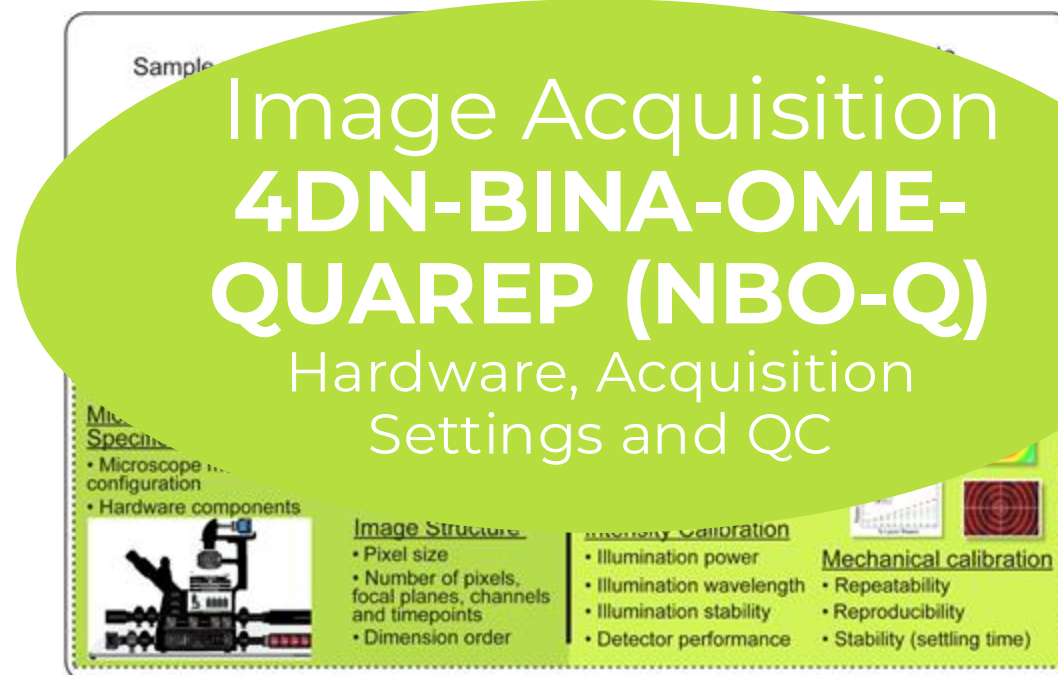 Sample
Image Acquisition
4DN-BINA-OME-
QUAREP (NBO-Q)
Hardware, Acquisition
Settings and QC
• Microscope
configuration
• Hardware components
Image Structure
• Pixel size
• Number of pixels,
focal planes, channels
and timepoints
• Dimension order
Intensity Calibration
• Illumination power
• Illumination wavelength
• Illumination stability
• Detector performance
Mechanical calibration
• Repeatability
• Reproducibility
• Stability (settling time)